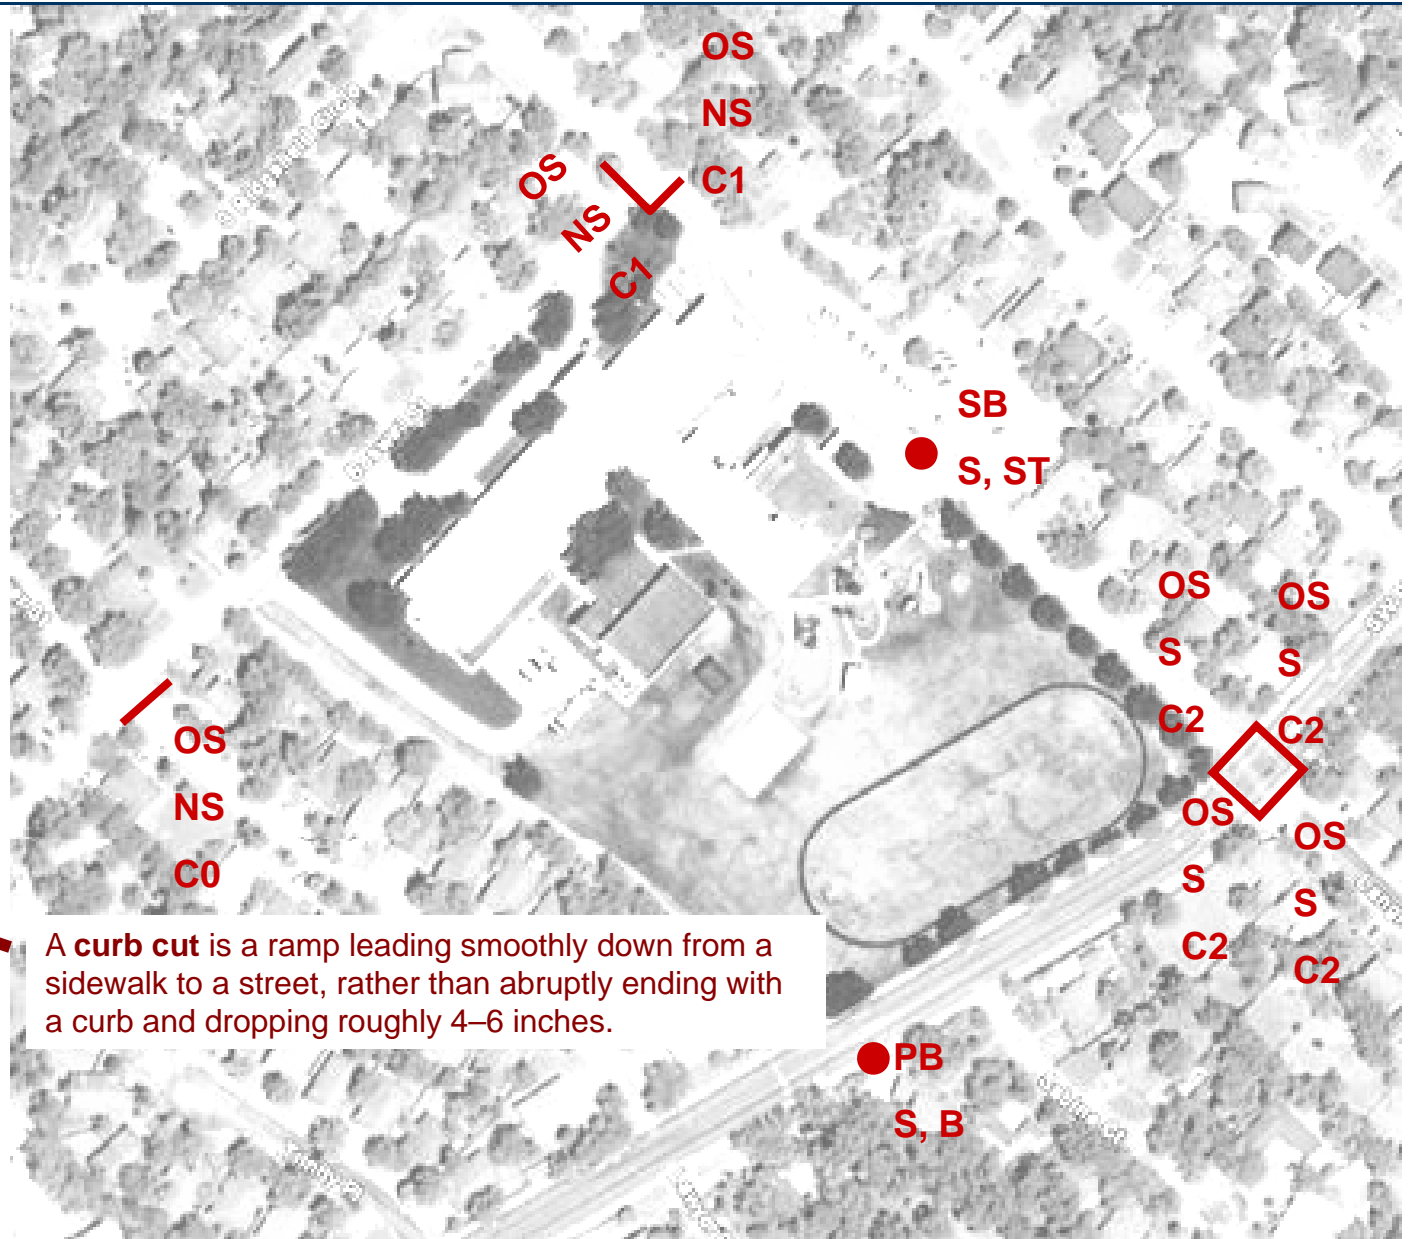 OS
NS
C1
OS
NS
C1
SB
S, ST
OS
S
C2
OS
S
C2
OS
NS
C0
OS
S
C2
OS
S
C2
A curb cut is a ramp leading smoothly down from a
sidewalk to a street, rather than abruptly ending with
a curb and dropping roughly 4–6 inches.
PB
S, B